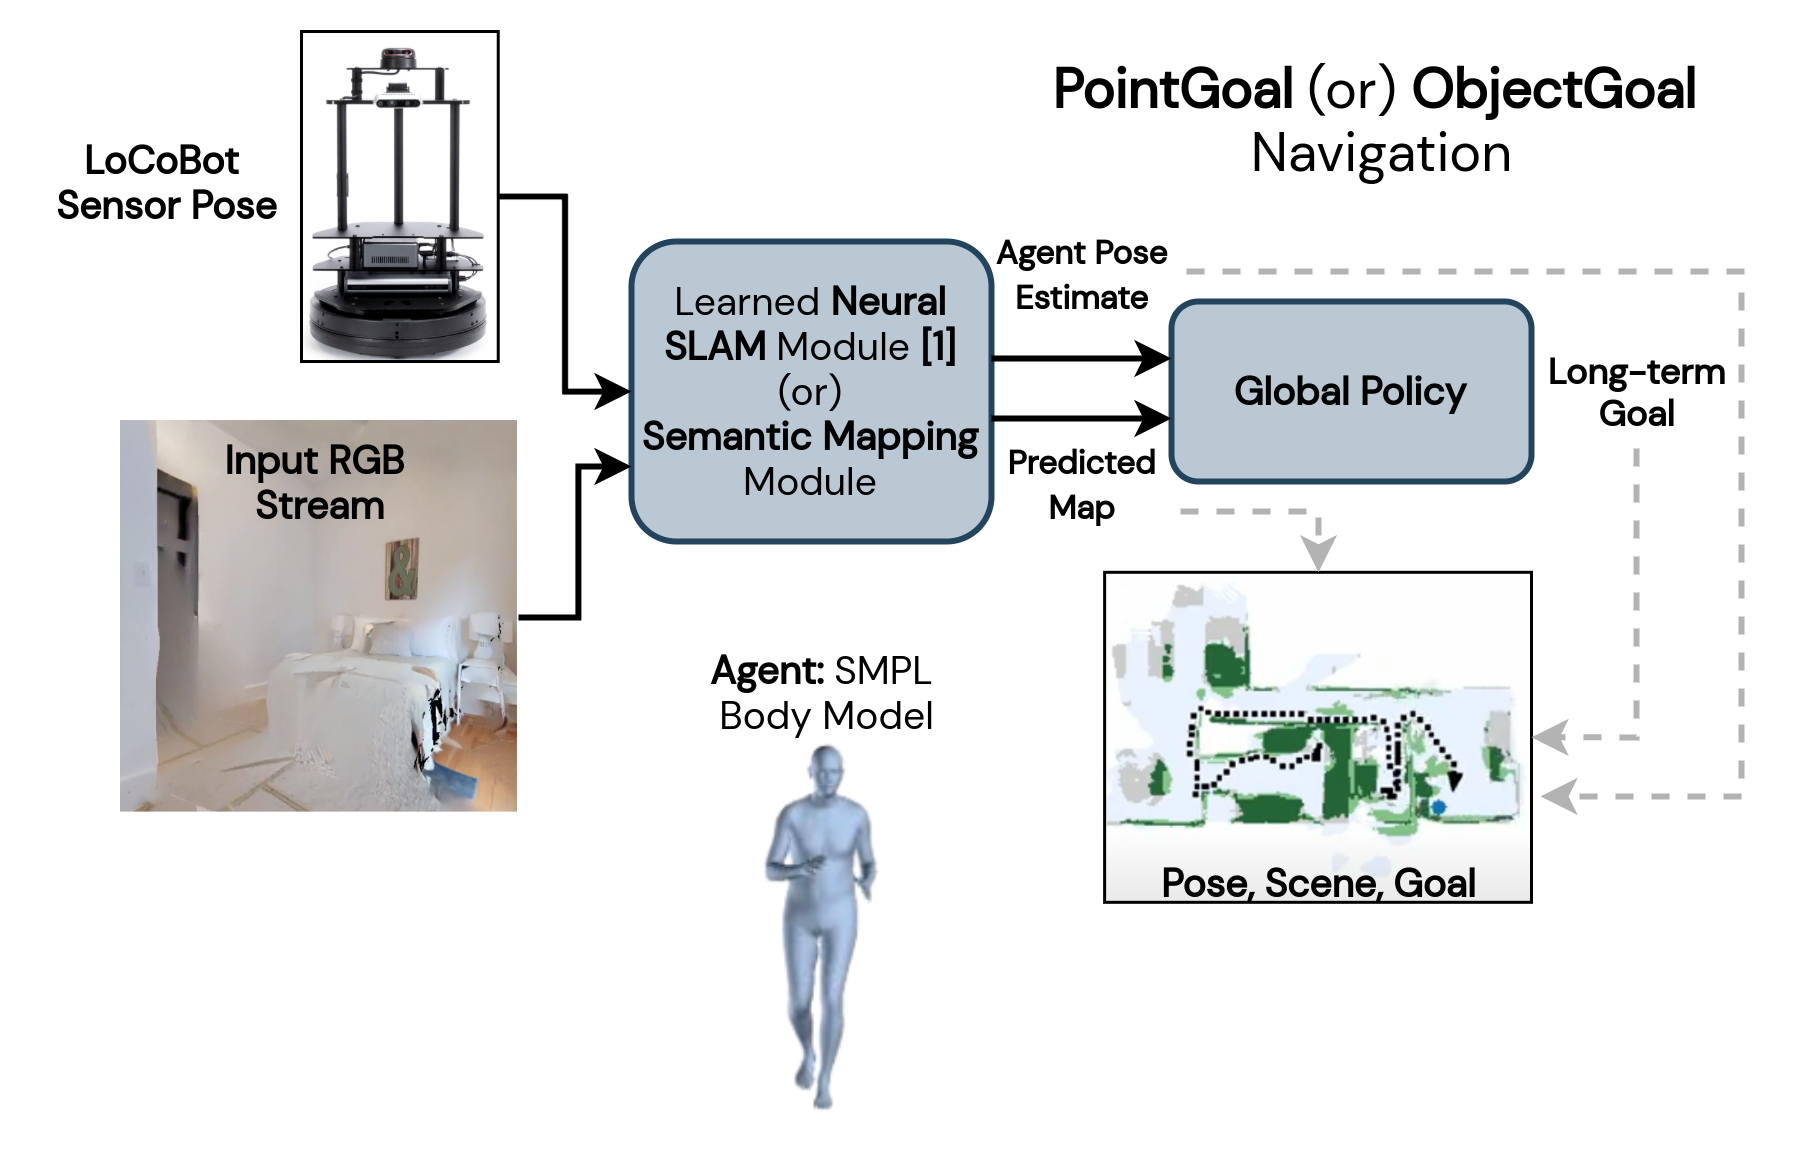 PointGoal (or) ObjectGoal
Navigation
LoCoBot
Sensor Pose
Input RGB
Stream
Learned Neural
SLAM Module [1]
(or)
Semantic Mapping
Module
Agent Pose
Estimate
Predicted
Map
Global Policy
Long-term
Goal
Agent: SMPL
Body Model
Pose, Scene, Goal
&